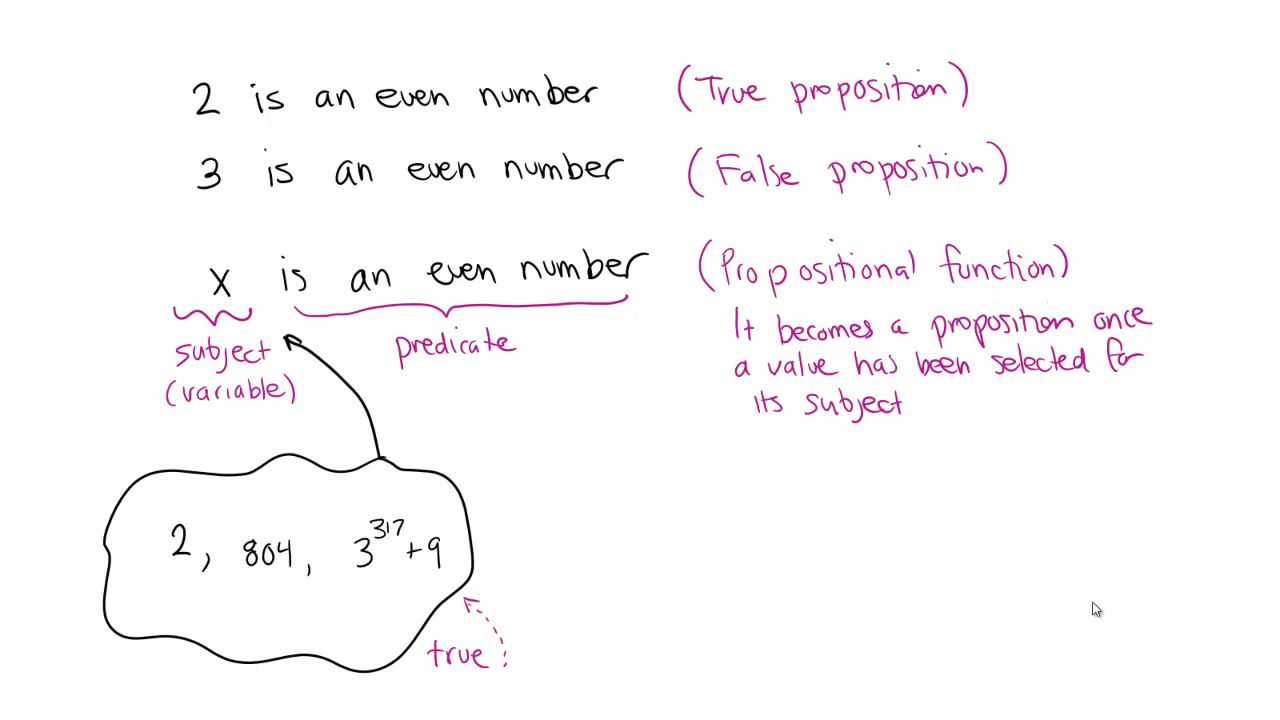 2 is an even number (True proposition)
3 is an even number (False proposition)
x is an even number (Propositional function)
It becomes a proposition once
a value has been selected for
its subject
subject
(variable)
predicate
2, 804, 3^317+9
true